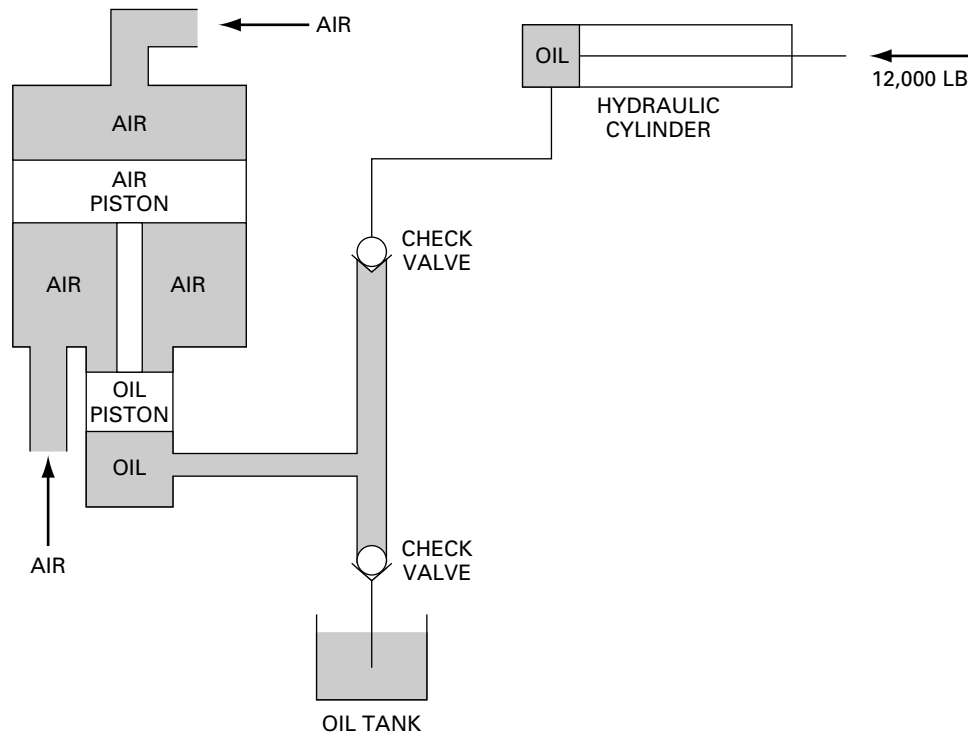 AIR
AIR
AIR
PISTON
AIR
AIR
OIL
PISTON
OIL
AIR
OIL
12,000 LB
HYDRAULIC
CYLINDER
CHECK
VALVE
CHECK
VALVE
OIL TANK